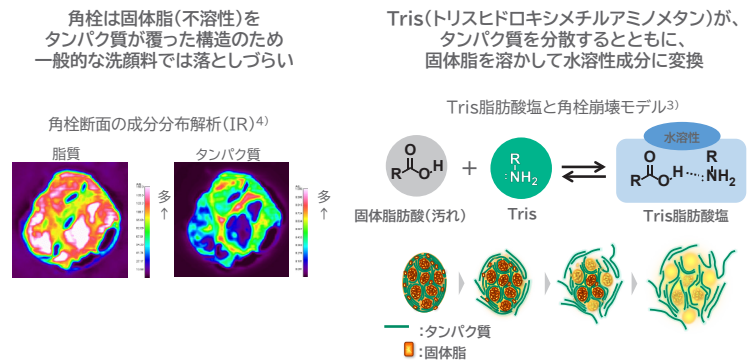 角栓は固体脂(不溶性)を
タンパク質が覆った構造のため
一般的な洗顔料では落としづらい
角栓断面の成分分布解析(IR)4)
脂質
タンパク質
多
↑
多
↑
Tris(トリスヒドロキシメチルアミノメタン)が、
タンパク質を分散するとともに、
固体脂を溶かして水溶性成分に変換
Tris脂肪酸塩と角栓崩壊モデル3)
水溶性
O
R O H
+
R
:NH2
O
R O H
R
:NH2
固体脂肪酸(汚れ)
Tris
Tris脂肪酸塩
:タンパク質
:固体脂